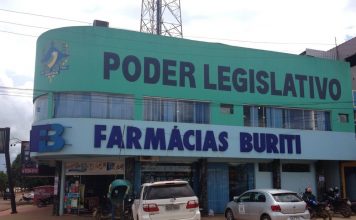 PODER LEGISLATIVO
FB FARMÁCIAS BURITI